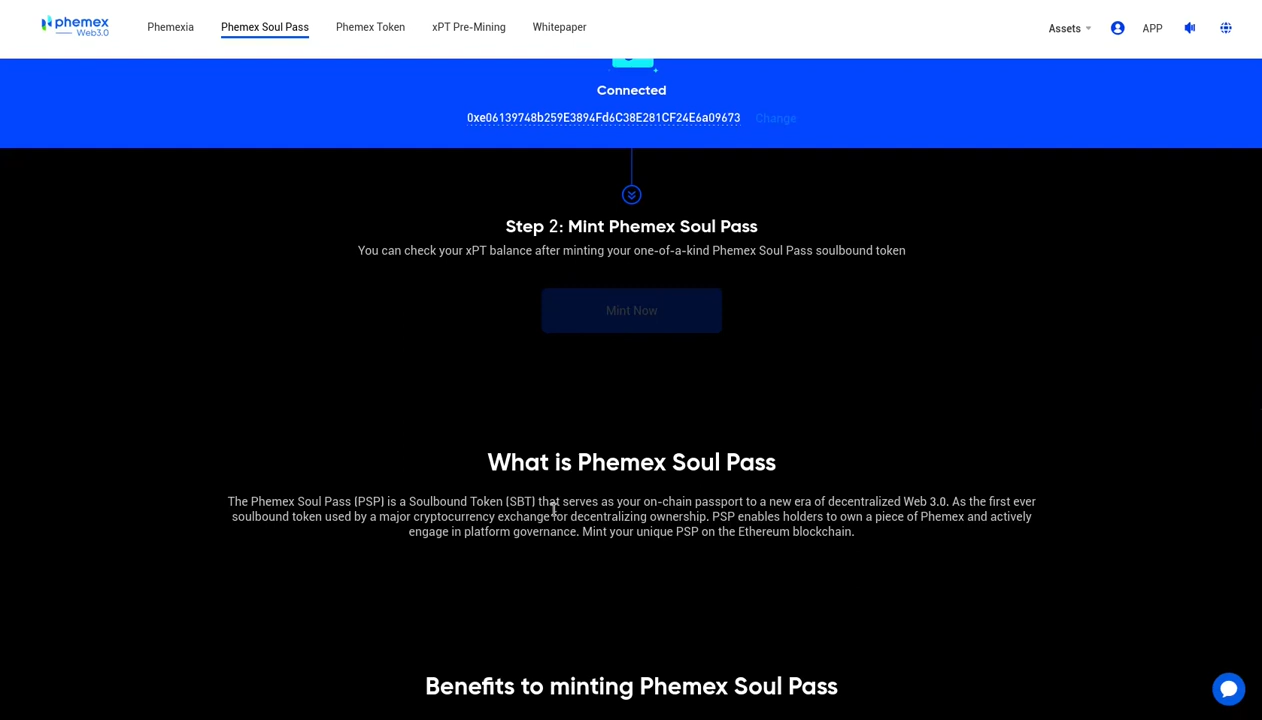 phemex
Web3.0
Phemexia
Phemex Soul Pass
Phemex Token
xPT Pre-Mining
Whitepaper
Assets
APP
Connected
0xe06139748b259E3894Fd6C38E281CF24E6a09673
Change
Step 2: Mint Phemex Soul Pass
You can check your xPT balance after minting your one-of-a-kind Phemex Soul Pass soulbound token
Mint Now
What is Phemex Soul Pass
The Phemex Soul Pass (PSP) is a Soulbound Token (SBT) that serves as your on-chain passport to a new era of decentralized Web 3.0. As the first ever
soulbound token used by a major cryptocurrency exchange for decentralizing ownership. PSP enables holders to own a piece of Phemex and actively
engage in platform governance. Mint your unique PSP on the Ethereum blockchain.
Benefits to minting Phemex Soul Pass